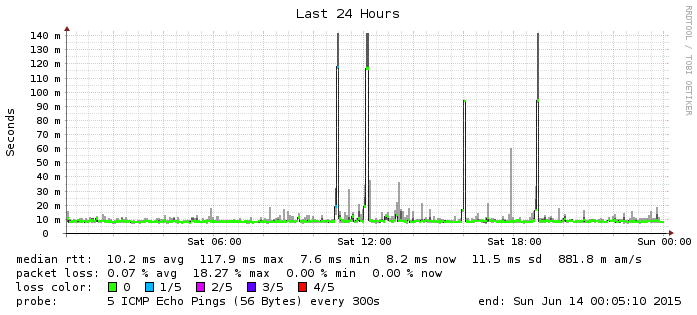 Last 24 Hours
RRDTOOL / TOBI OETIKER
Seconds
140 m
130 m
120 m
110 m
100 m
90 m
80 m
70 m
60 m
50 m
40 m
30 m
20 m
10 m
0
Sat 06:00 Sat 12:00 Sat 18:00 Sun 00:00
median rtt: 10.2 ms avg 117.9 ms max 7.6 ms min 8.2 ms now 11.5 ms sd 881.8 m am/s
packet loss: 0.07 % avg 18.27 % max 0.00 % min 0.00 % now
loss color: 0 1/5 2/5 3/5 4/5
probe: 5 ICMP Echo Pings (56 Bytes) every 300s end: Sun Jun 14 00:05:10 2015